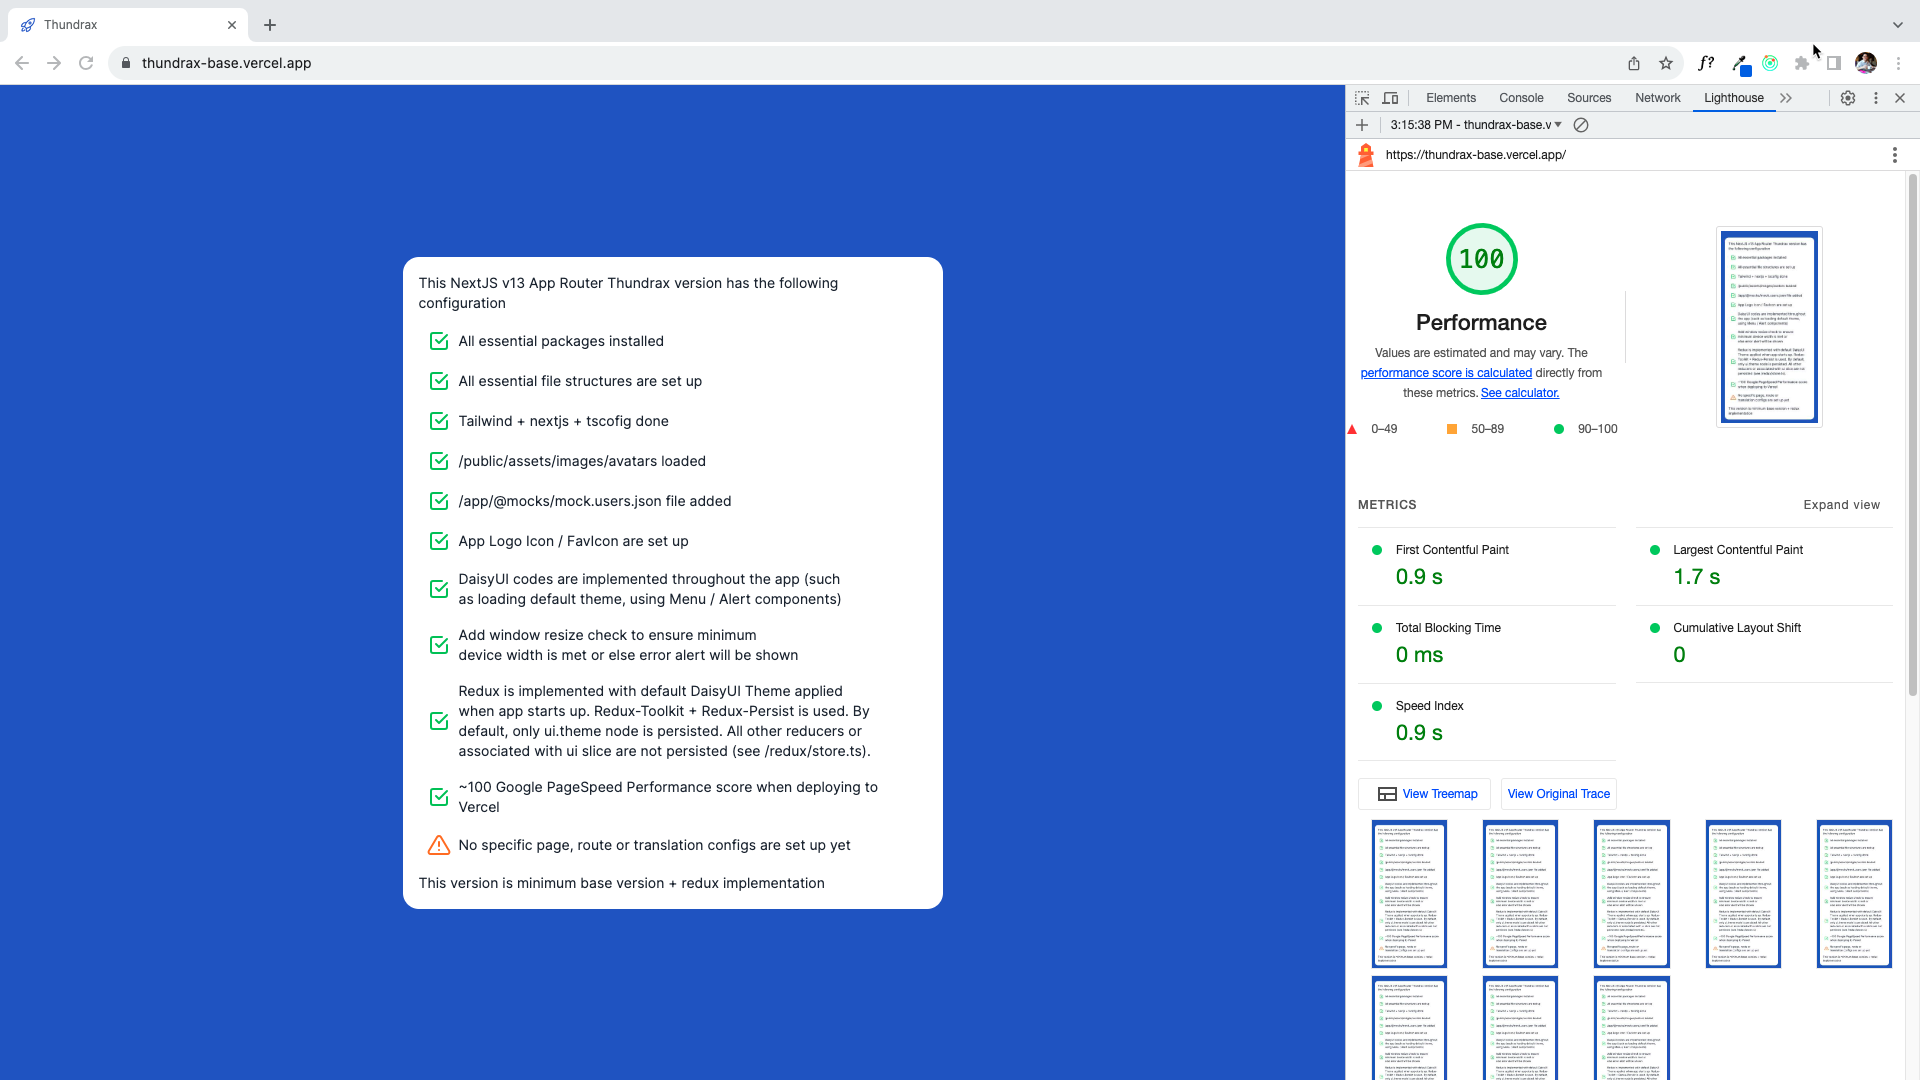 Thundrax
thundrax-base.vercel.app
f?
Elements Console Sources Network Lighthouse
3:15:38 PM - thundrax-base.v
https://thundrax-base.vercel.app/
This NextJS v13 App Router Thundrax version has the following
configuration
All essential packages installed
All essential file structures are set up
Tailwind + nextjs + tscofig done
/public/assets/images/avatars loaded
/app/@mocks/mock.users.json file added
App Logo Icon / FavIcon are set up
DaisyUI codes are implemented throughout the app (such
as loading default theme, using Menu / Alert components)
Add window resize check to ensure minimum
device width is met or else error alert will be shown
Redux is implemented with default DaisyUI Theme applied
when app starts up. Redux-Toolkit + Redux-Persist is used. By
default, only ui.theme node is persisted. All other reducers or
associated with ui slice are not persisted (see /redux/store.ts).
~100 Google PageSpeed Performance score when deploying to
Vercel
No specific page, route or translation configs are set up yet
This version is minimum base version + redux implementation
100
Performance
Values are estimated and may vary. The
performance score is calculated directly from
these metrics. See calculator.
0–49 50–89 90–100
METRICS
Expand view
First Contentful Paint
0.9 s
Largest Contentful Paint
1.7 s
Total Blocking Time
0 ms
Cumulative Layout Shift
0
Speed Index
0.9 s
View Treemap
View Original Trace